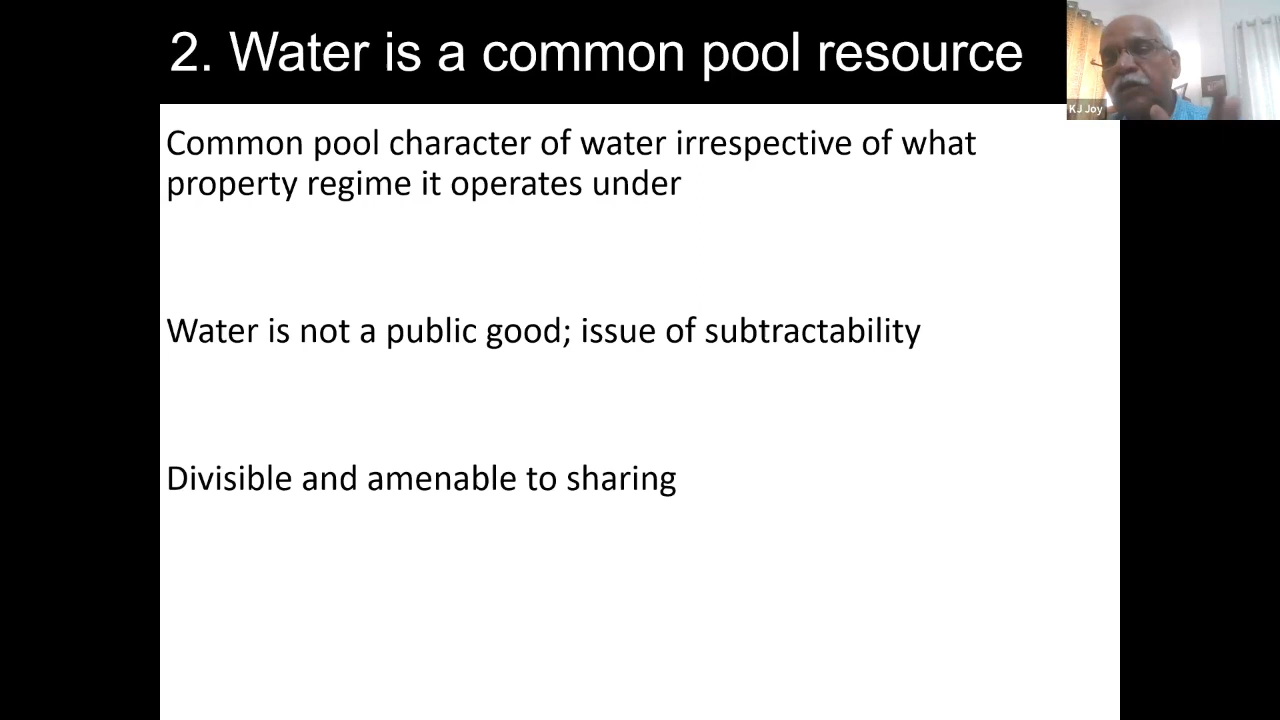 2. Water is a common pool resource
KJ Joy
Common pool character of water irrespective of what
property regime it operates under
Water is not a public good; issue of subtractability
Divisible and amenable to sharing